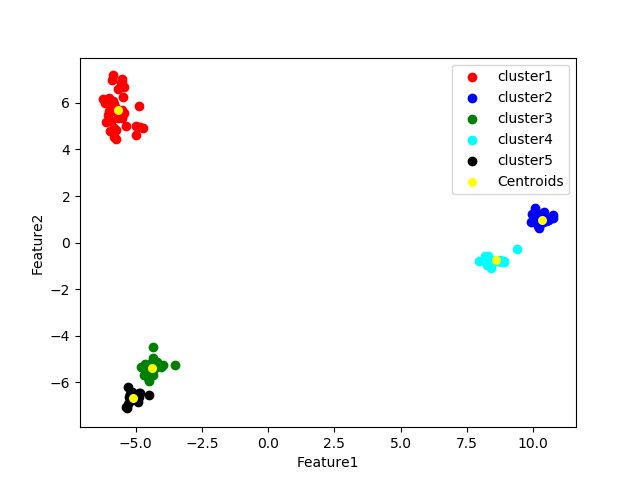 cluster1
cluster2
cluster3
cluster4
cluster5
Centroids
Feature2
6
4
2
0
−2
−4
−6
−5.0 −2.5 0.0 2.5 5.0 7.5 10.0
Feature1